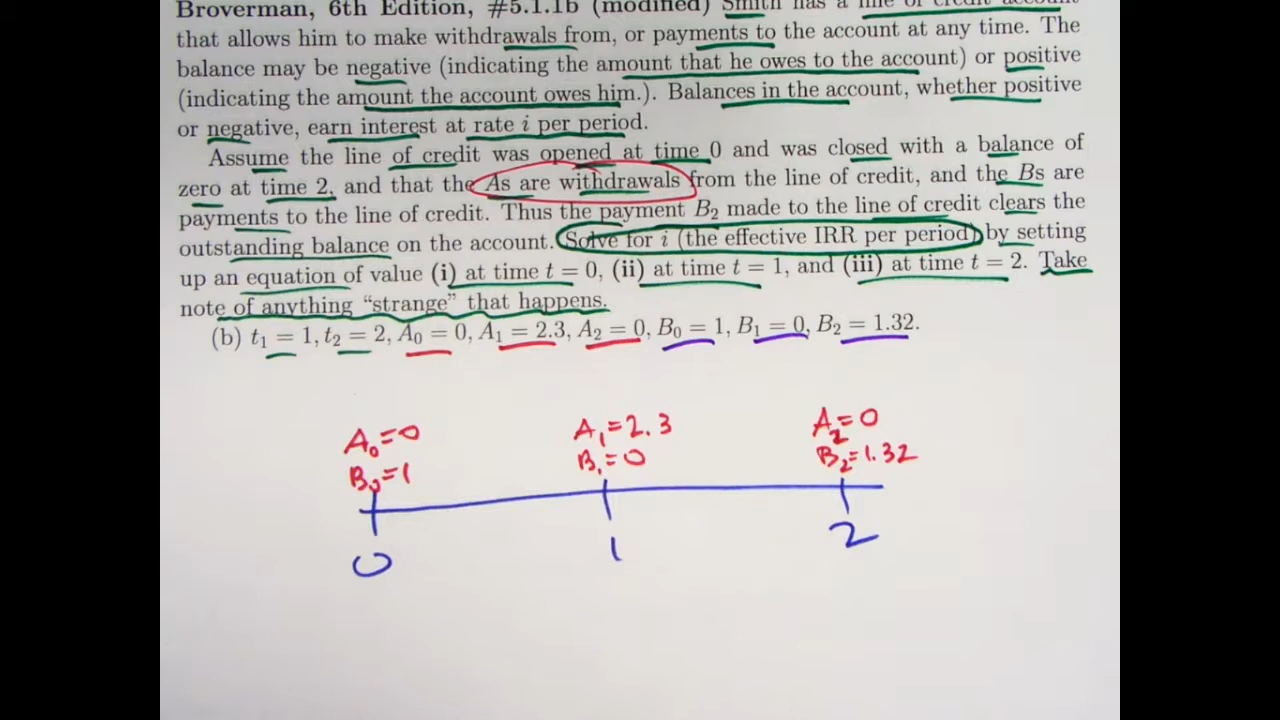 Broverman, 6th Edition, #5.1.1b (modified) Smith has a line of credit account
that allows him to make withdrawals from, or payments to the account at any time. The
balance may be negative (indicating the amount that he owes to the account) or positive
(indicating the amount the account owes him.). Balances in the account, whether positive
or negative, earn interest at rate i per period.
Assume the line of credit was opened at time 0 and was closed with a balance of
zero at time 2, and that the As are withdrawals from the line of credit, and the Bs are
payments to the line of credit. Thus the payment B₂ made to the line of credit clears the
outstanding balance on the account. Solve for i (the effective IRR per period) by setting
up an equation of value (i) at time t = 0, (ii) at time t = 1, and (iii) at time t = 2. Take
note of anything "strange" that happens.
(b) t₁ = 1, t₂ = 2, A₀ = 0, A₁ = 2.3, A₂ = 0, B₀ = 1, B₁ = 0, B₂ = 1.32.
A₀=0 A₁=2.3 A₂=0
B₀=1 B₁=0 B₂=1.32
0 1 2